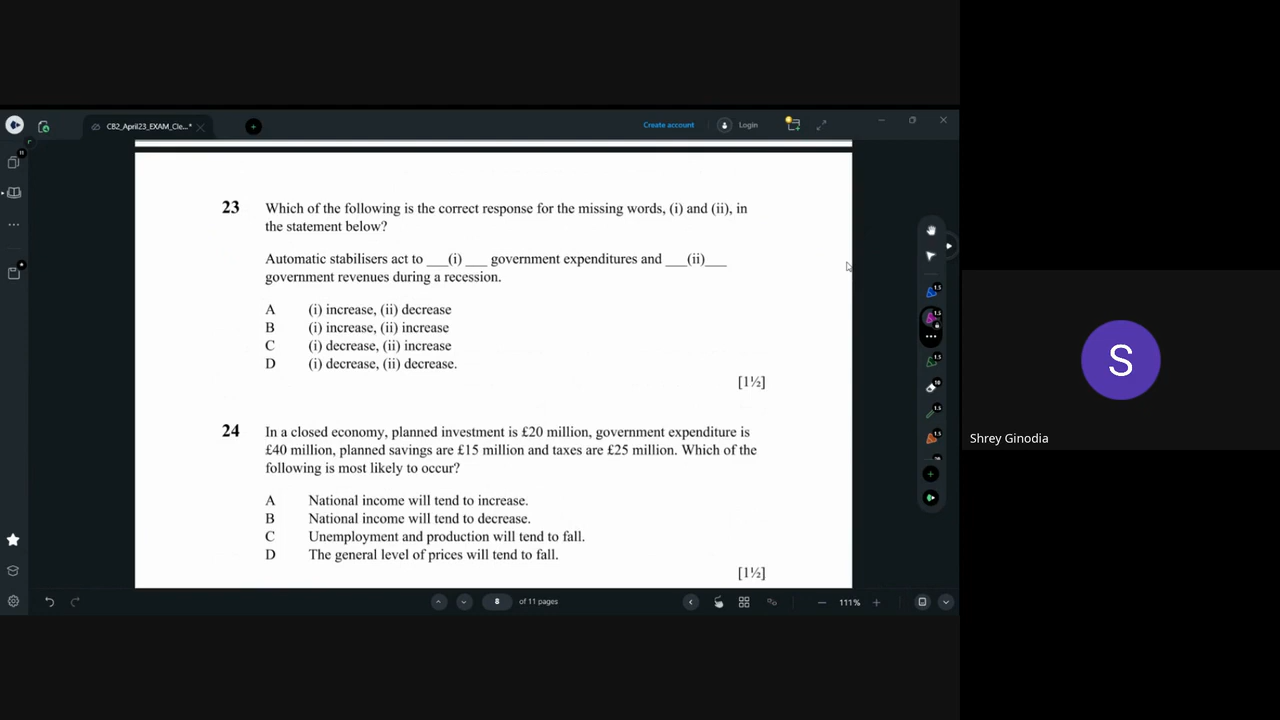 CB2_April23_EXAM_Cle...*
Create account
Login
23 Which of the following is the correct response for the missing words, (i) and (ii), in
the statement below?
Automatic stabilisers act to ___(i) ___ government expenditures and ___(ii)___
government revenues during a recession.
A (i) increase, (ii) decrease
B (i) increase, (ii) increase
C (i) decrease, (ii) increase
D (i) decrease, (ii) decrease.
[1½]
24 In a closed economy, planned investment is £20 million, government expenditure is
£40 million, planned savings are £15 million and taxes are £25 million. Which of the
following is most likely to occur?
A National income will tend to increase.
B National income will tend to decrease.
C Unemployment and production will tend to fall.
D The general level of prices will tend to fall.
[1½]
8 of 11 pages
111%
S
Shrey Ginodia